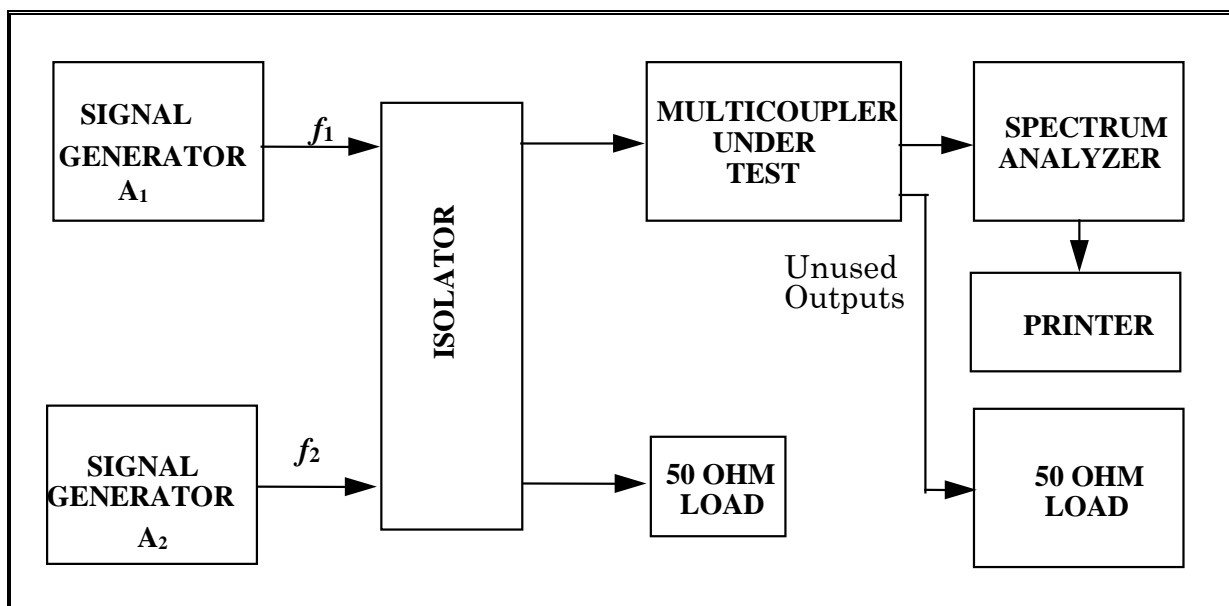 SIGNAL
GENERATOR
A1
f1
ISOLATOR
MULTICOUPLER
UNDER
TEST
SPECTRUM
ANALYZER
Unused
Outputs
PRINTER
SIGNAL
GENERATOR
A2
f2
50 OHM
LOAD
50 OHM
LOAD